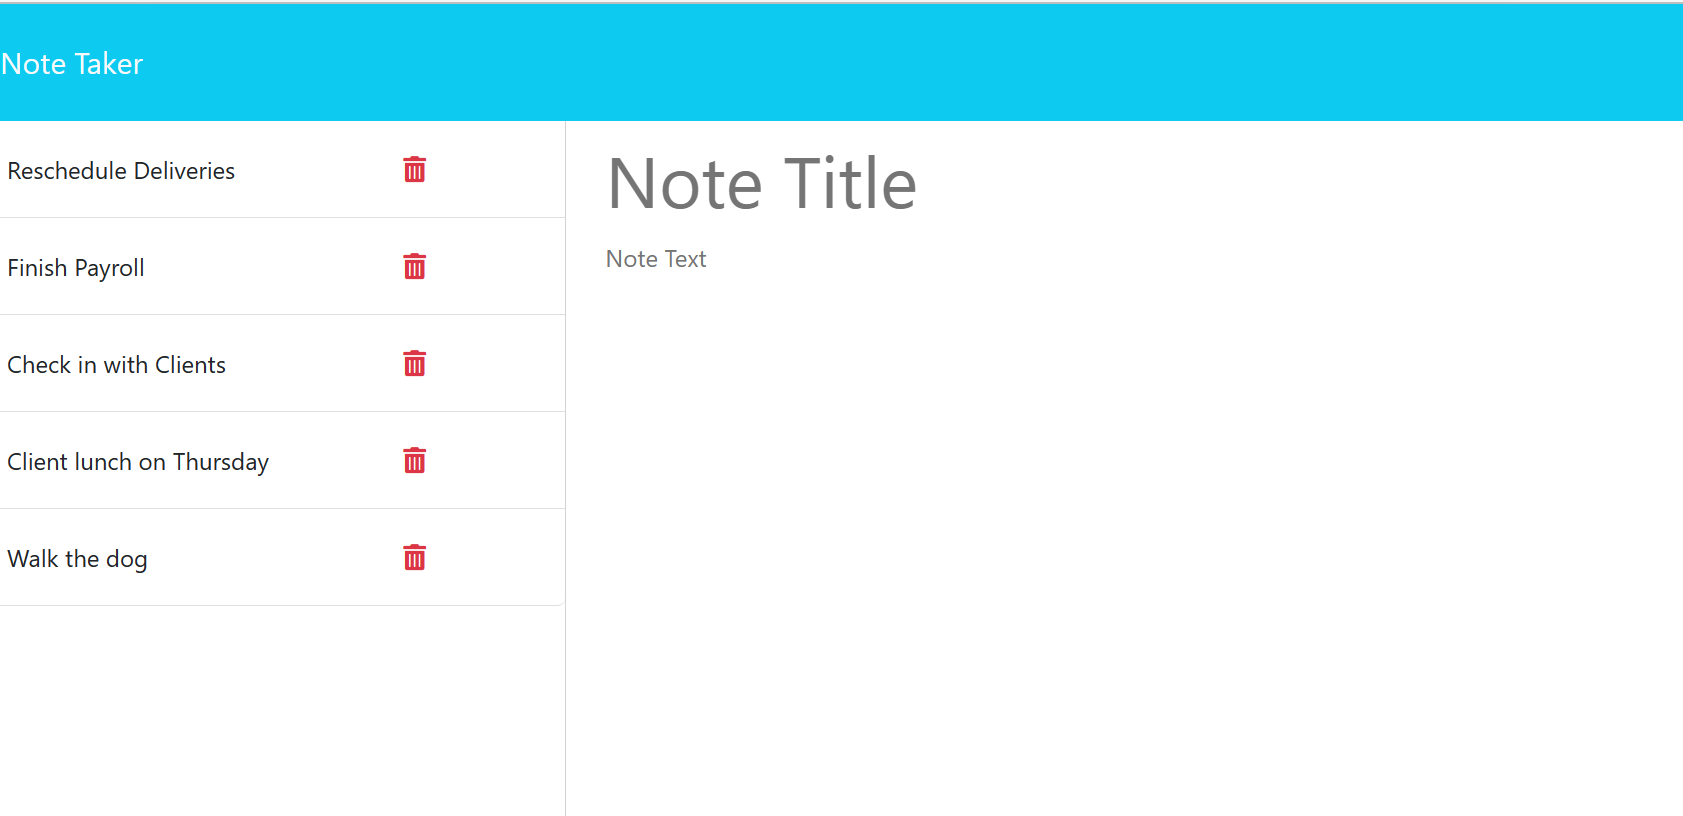 Note Taker
Reschedule Deliveries
Finish Payroll
Check in with Clients
Client lunch on Thursday
Walk the dog
Note Title
Note Text